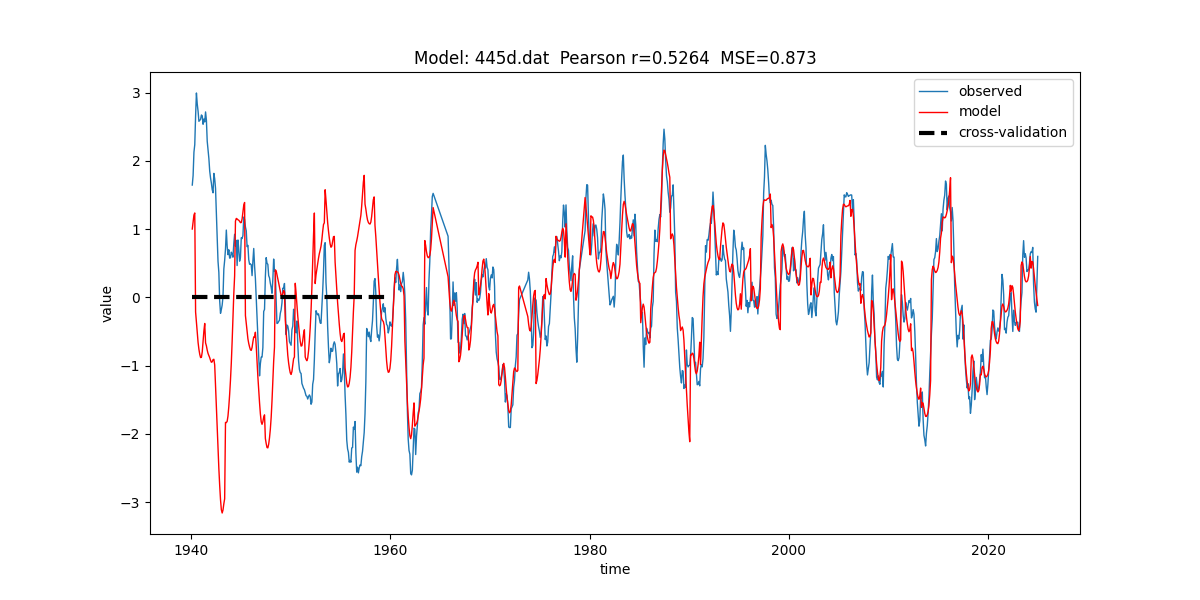 Model: 445d.dat  Pearson r=0.5264  MSE=0.873
observed
model
cross-validation
value
3
2
1
0
−1
−2
−3
1940
1960
1980
2000
2020
time